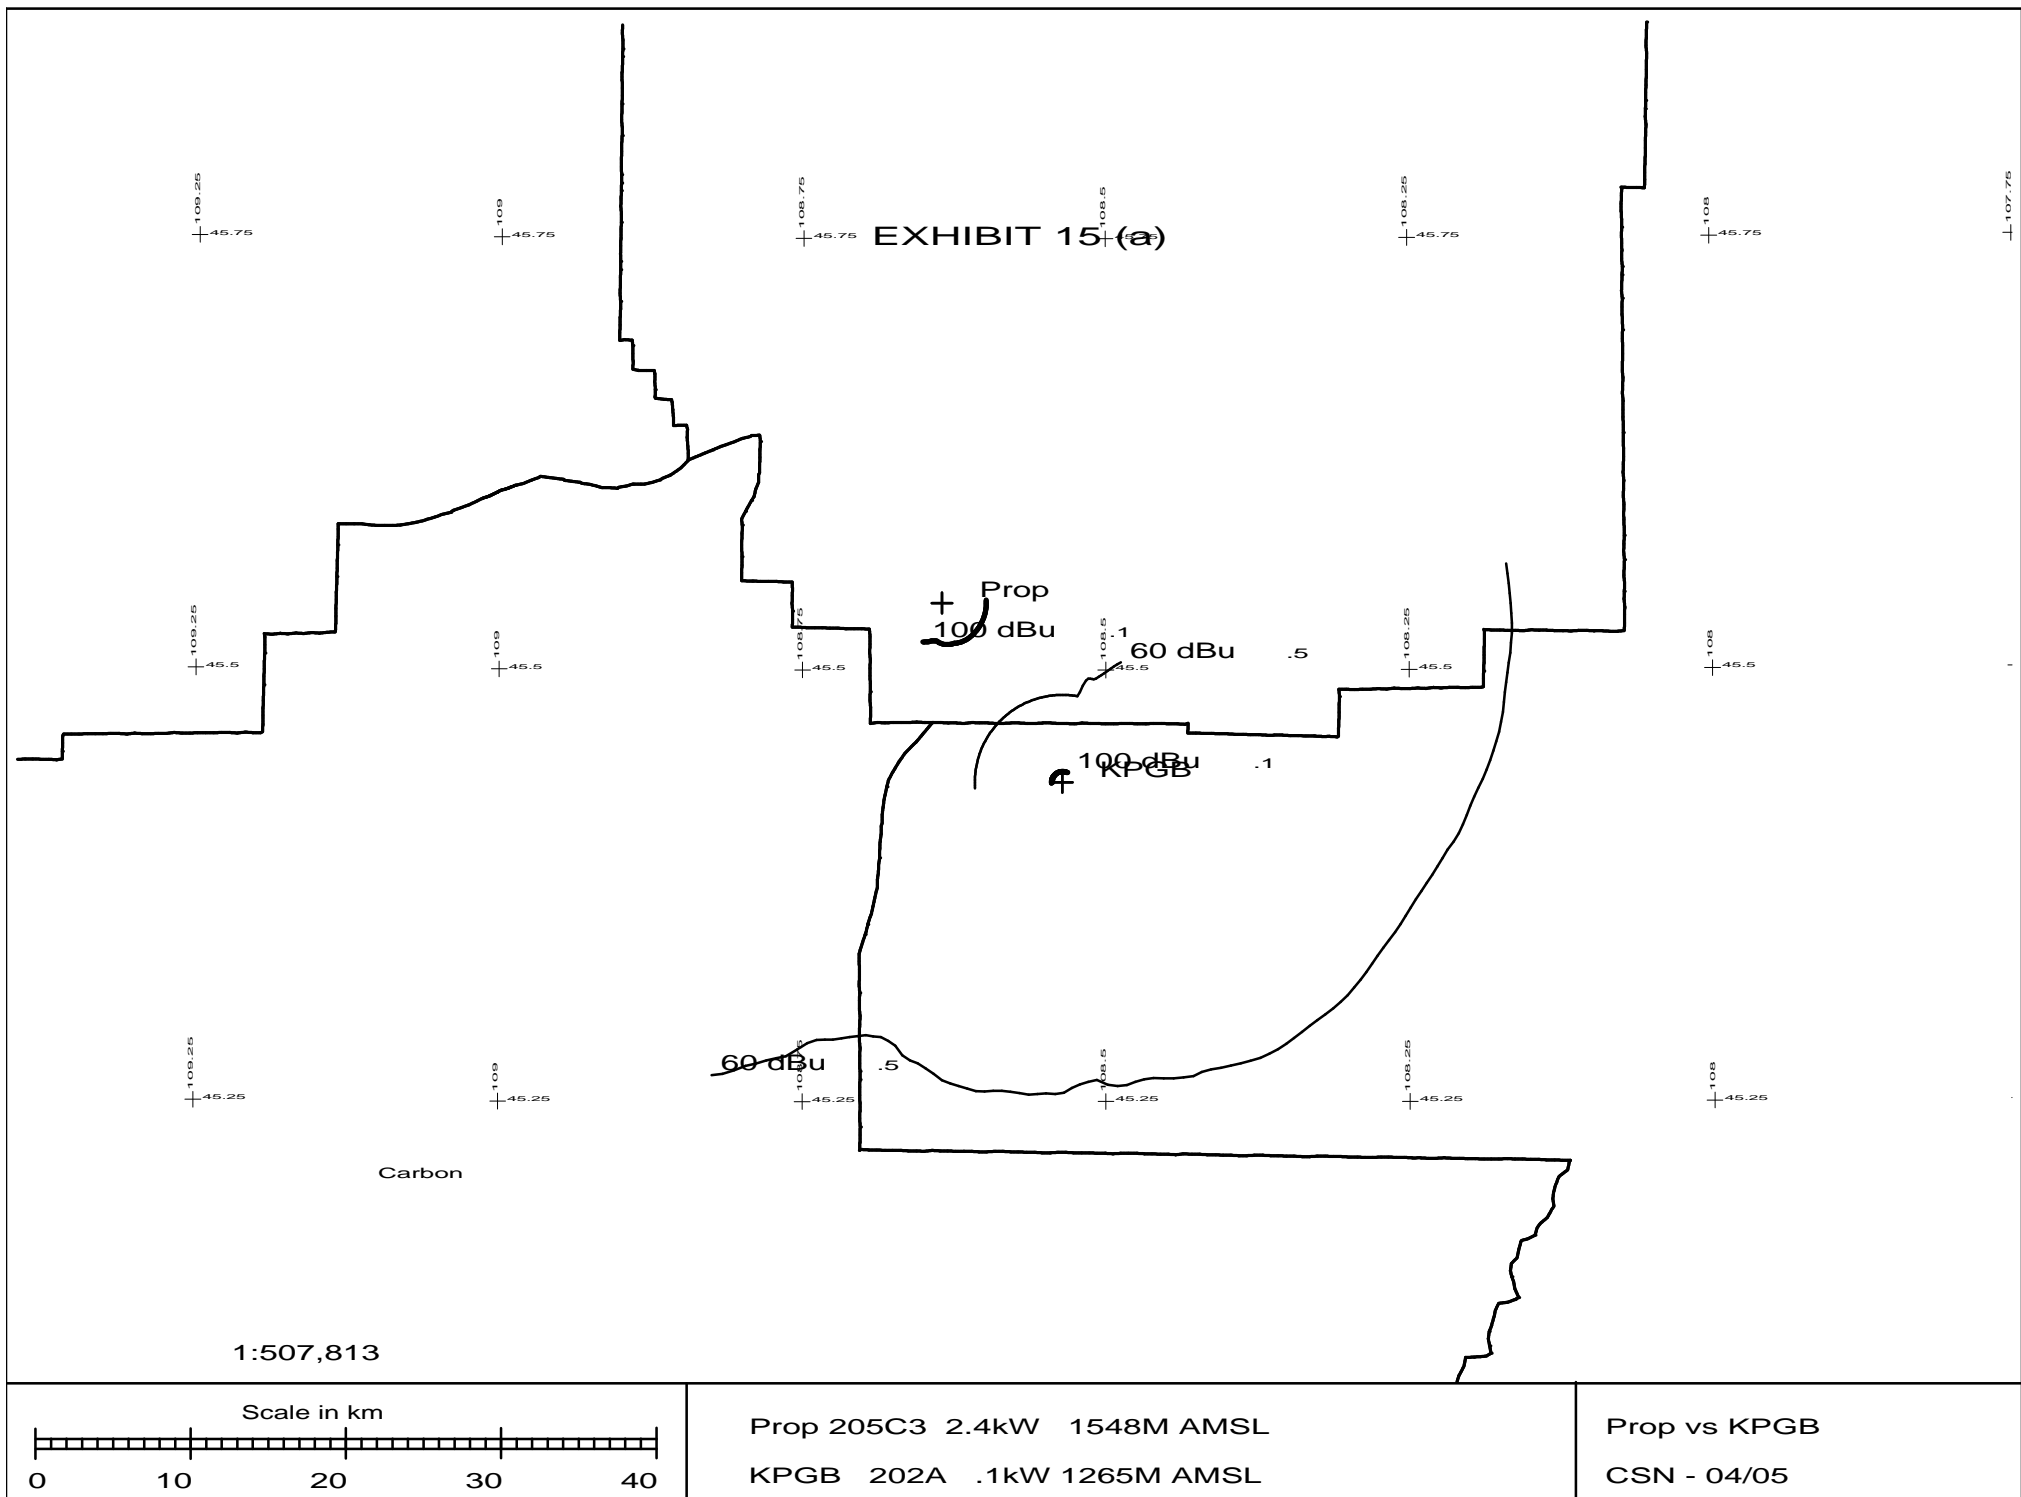 109.25
109
108.75
108.5
108.25
108
107.75
45.75
45.75
45.75
EXHIBIT 15 (a)
45.75
45.75
45.75
Prop
100 dBu .1
60 dBu .5
109.25
109
108.75
108.5
108.25
108
45.5
45.5
45.5
45.5
45.5
45.5
100 dBu .1
KPGB
60 dBu .5
109.25
109
108.75
108.5
108.25
108
45.25
45.25
45.25
45.25
45.25
45.25
Carbon
1:507,813
Scale in km
0 10 20 30 40
Prop 205C3 2.4kW 1548M AMSL
KPGB 202A .1kW 1265M AMSL
Prop vs KPGB
CSN - 04/05